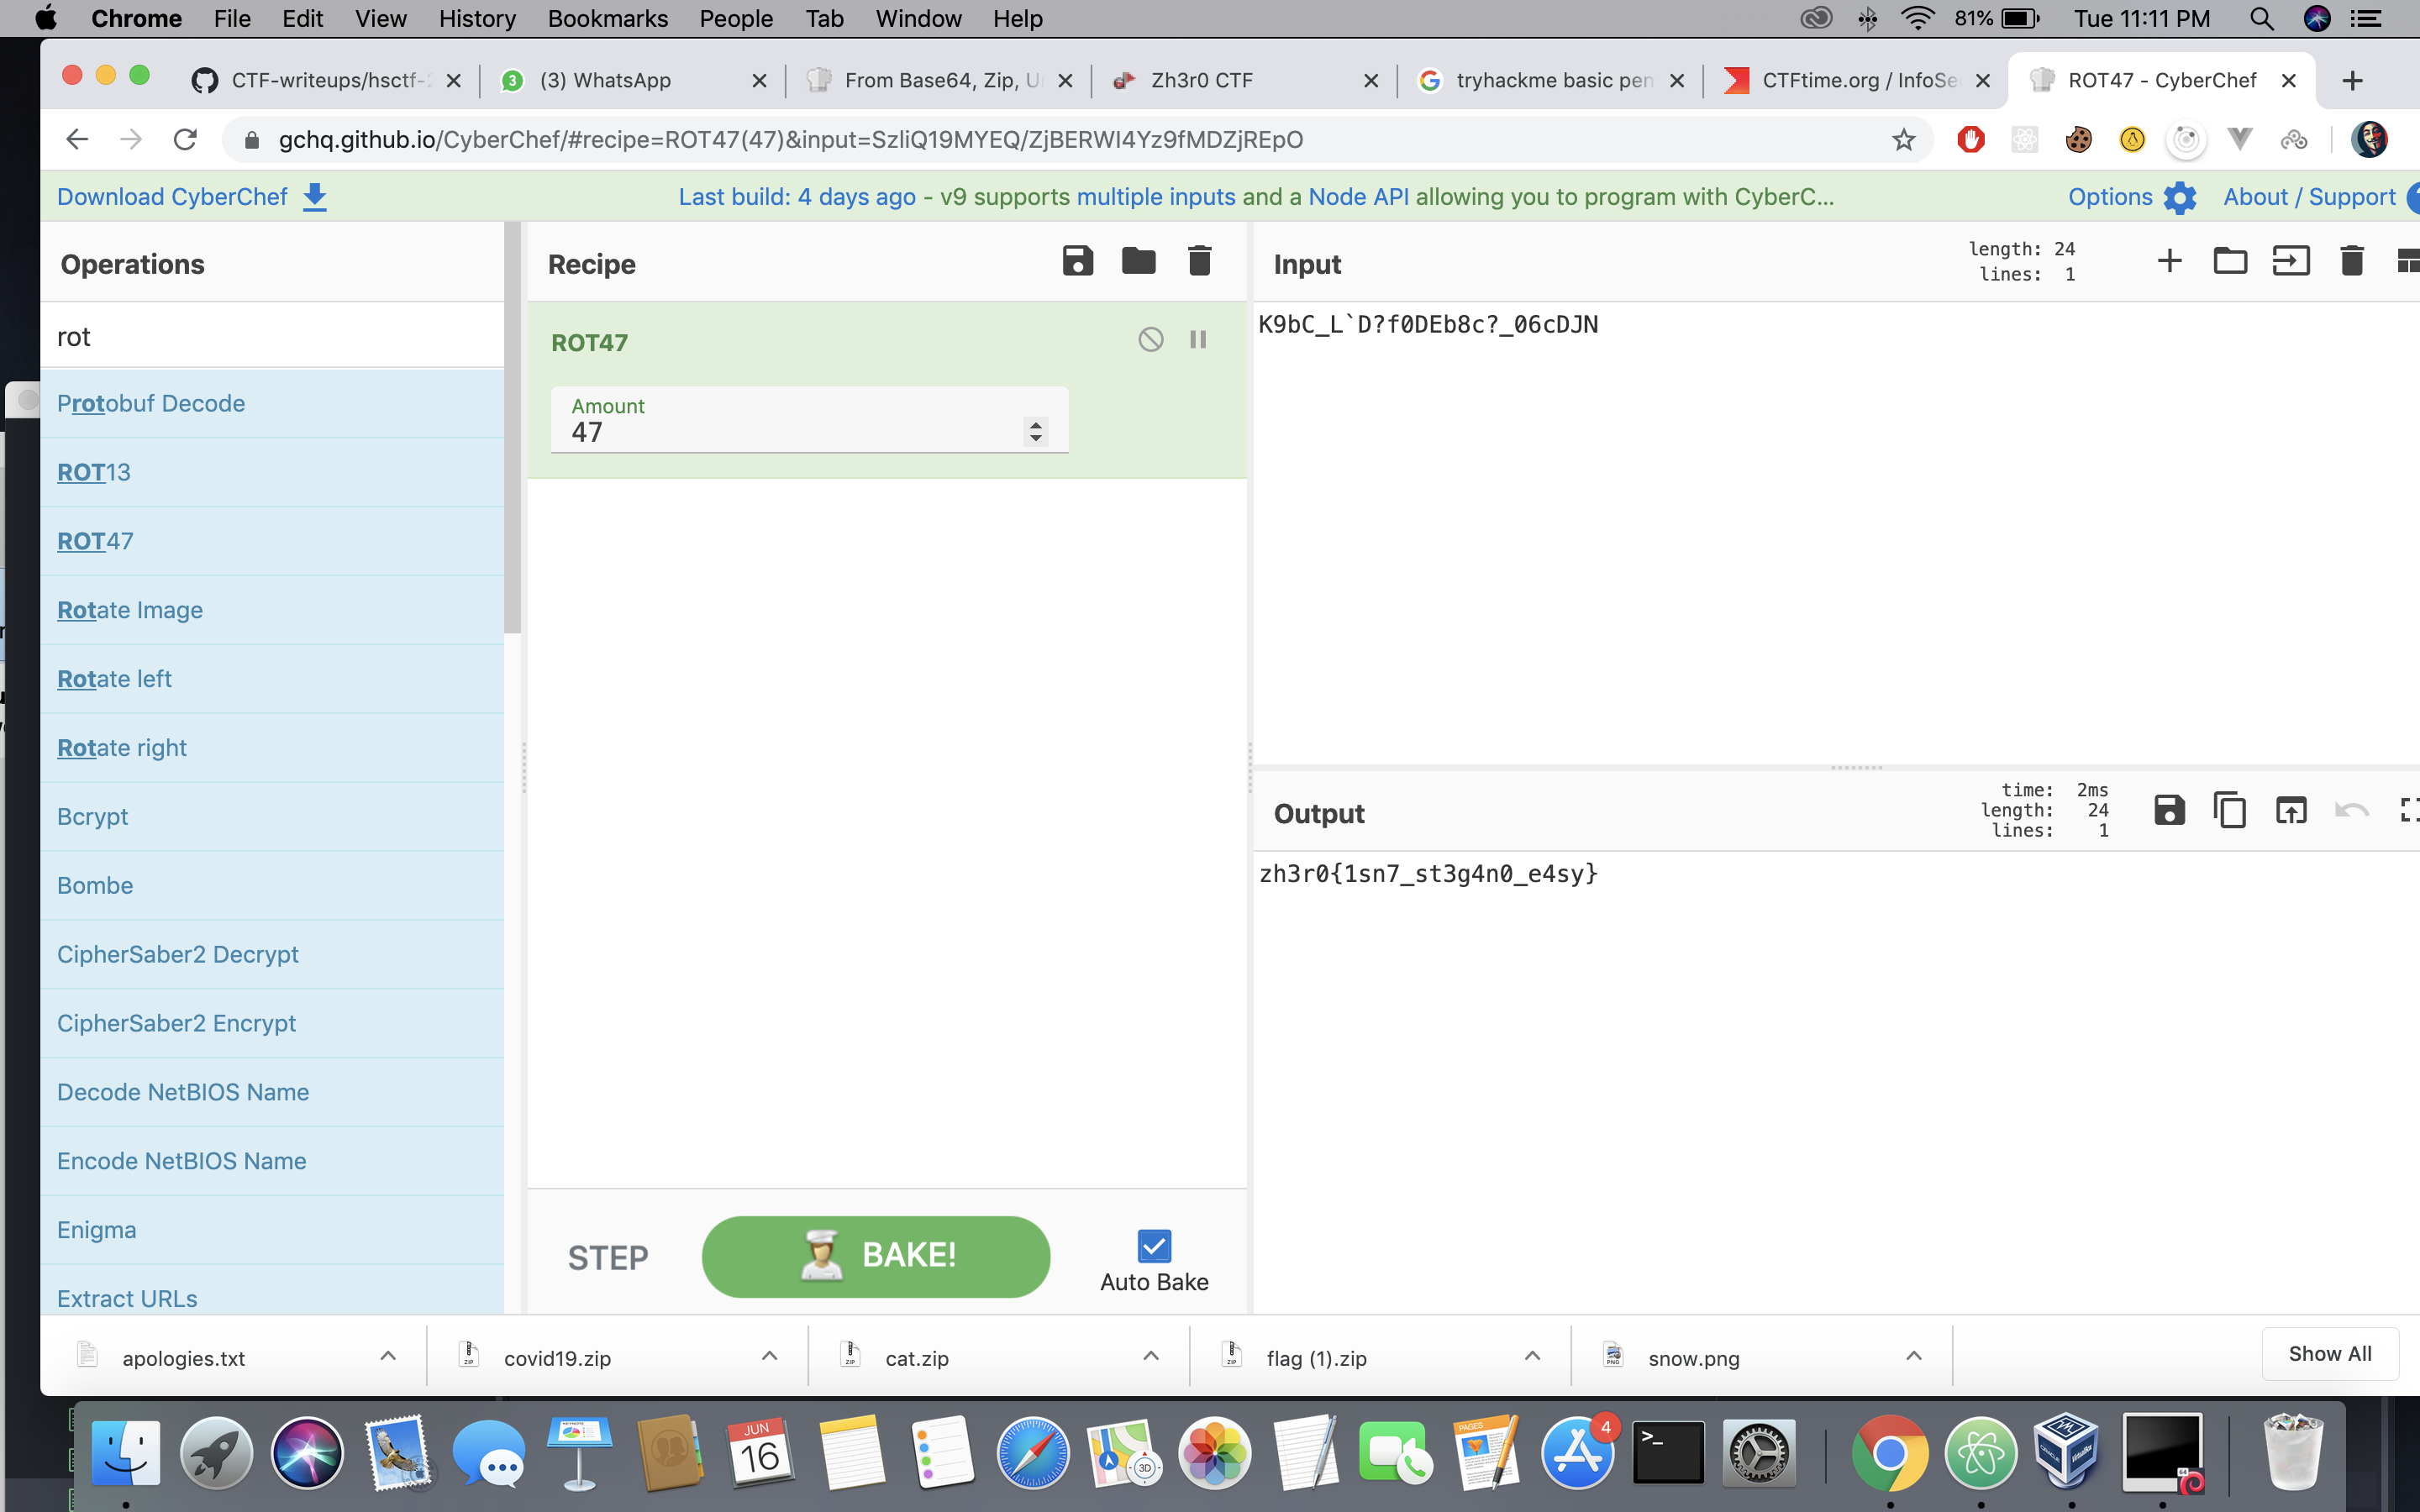 Chrome File Edit View History Bookmarks People Tab Window Help 81% Tue 11:11 PM
CTF-writeups/hsctf- (3) WhatsApp From Base64, Zip, U Zh3r0 CTF tryhackme basic pen CTFtime.org / InfoSe ROT47 - CyberChef
gchq.github.io/CyberChef/#recipe=ROT47(47)&input=SzliQ19MYEQ/ZjBERWI4Yz9fMDZjREpO
Download CyberChef Last build: 4 days ago - v9 supports multiple inputs and a Node API allowing you to program with CyberC... Options About / Support
Operations
rot
Protobuf Decode
ROT13
ROT47
Rotate Image
Rotate left
Rotate right
Bcrypt
Bombe
CipherSaber2 Decrypt
CipherSaber2 Encrypt
Decode NetBIOS Name
Encode NetBIOS Name
Enigma
Extract URLs
Recipe
ROT47
Amount
47
STEP
BAKE!
Auto Bake
Input
length: 24
lines: 1
K9bC_L`D?f0DEb8c?_06cDJN
Output
time: 2ms
length: 24
lines: 1
zh3r0{1sn7_st3g4n0_e4sy}
apologies.txt covid19.zip cat.zip flag (1).zip snow.png Show All
JUN
16
3D
PAGES
4
>_